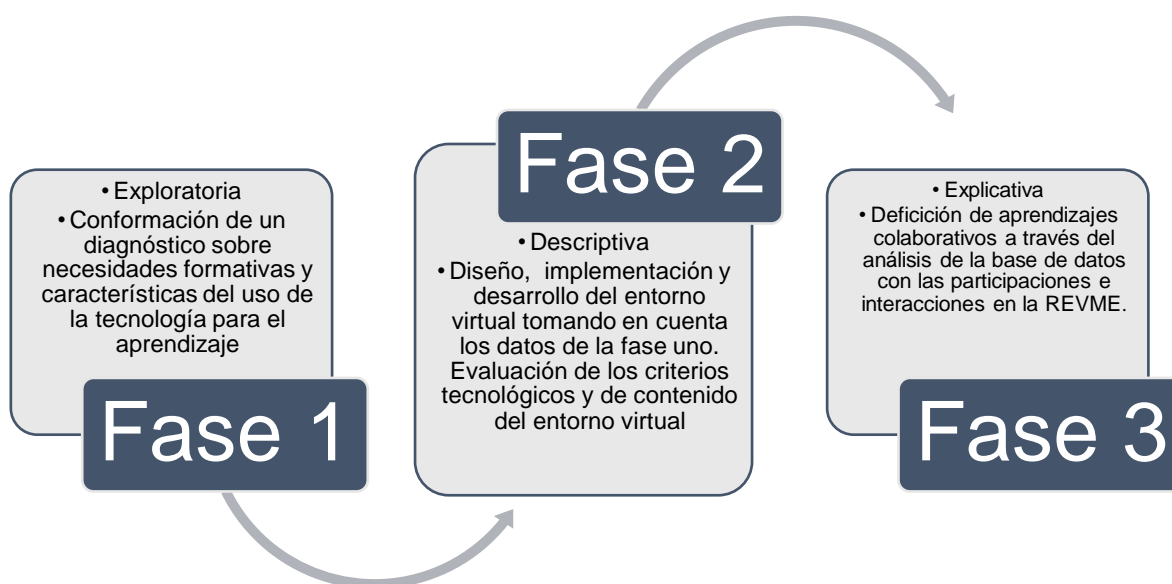 • Exploratoria
• Conformación de un
diagnóstico sobre
necesidades formativas y
características del uso de
la tecnología para el
aprendizaje
Fase 1
Fase 2
• Descriptiva
• Diseño, implementación y
desarrollo del entorno
virtual tomando en cuenta
los datos de la fase uno.
Evaluación de los criterios
tecnológicos y de contenido
del entorno virtual
• Explicativa
• Deficición de aprendizajes
colaborativos a través del
análisis de la base de datos
con las participaciones e
interacciones en la REVME.
Fase 3